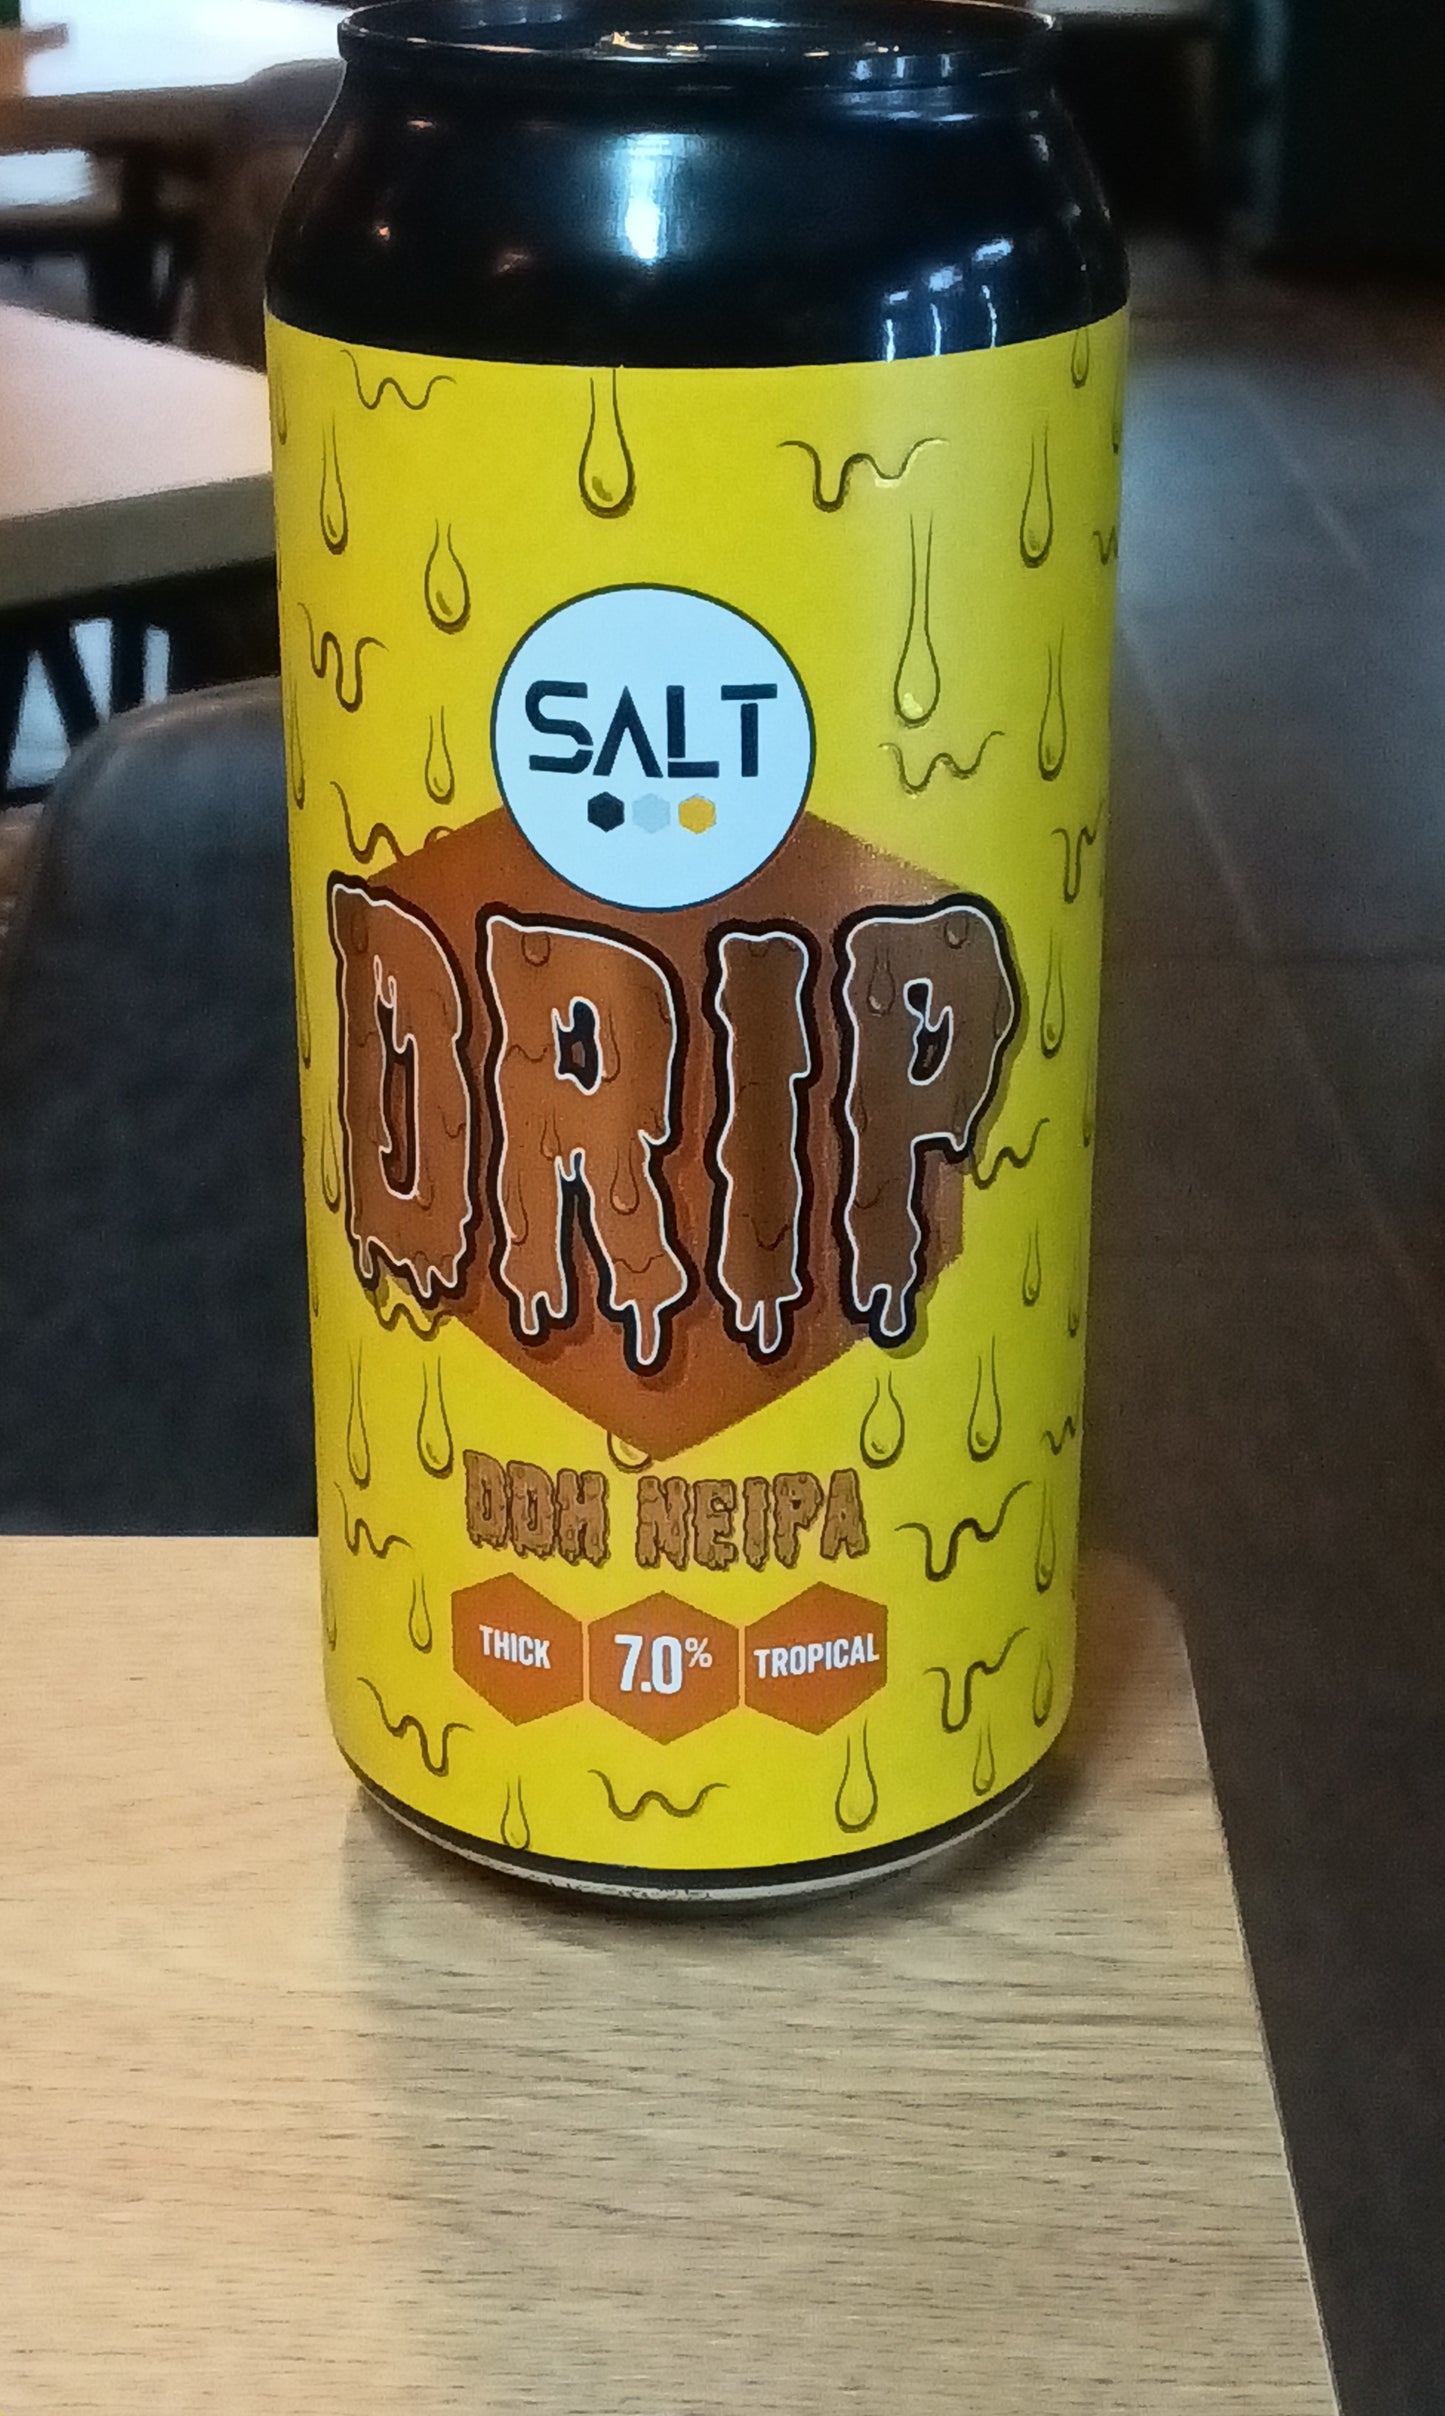 SALT
DRIP
DDH NEIPA
THICK 7.0% TROPICAL